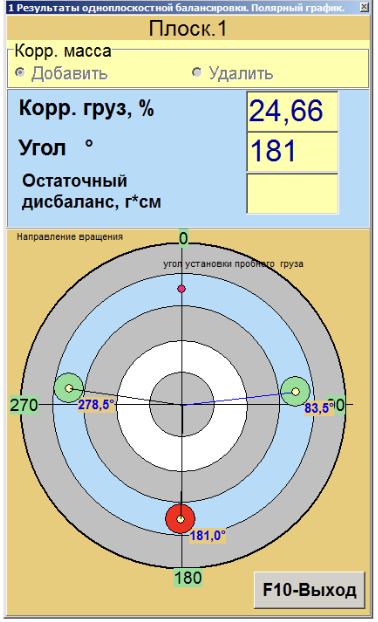 1 Результаты одноплоскостной балансировки. Полярный график.
Плоск.1
Корр. масса
Добавить Удалить
Корр. груз, % 24,66
Угол ° 181
Остаточный
дисбаланс, г*см
Направление вращения
0
угол установки пробного груза
270 278,5° 83,5° 90
181,0°
180
F10-Выход